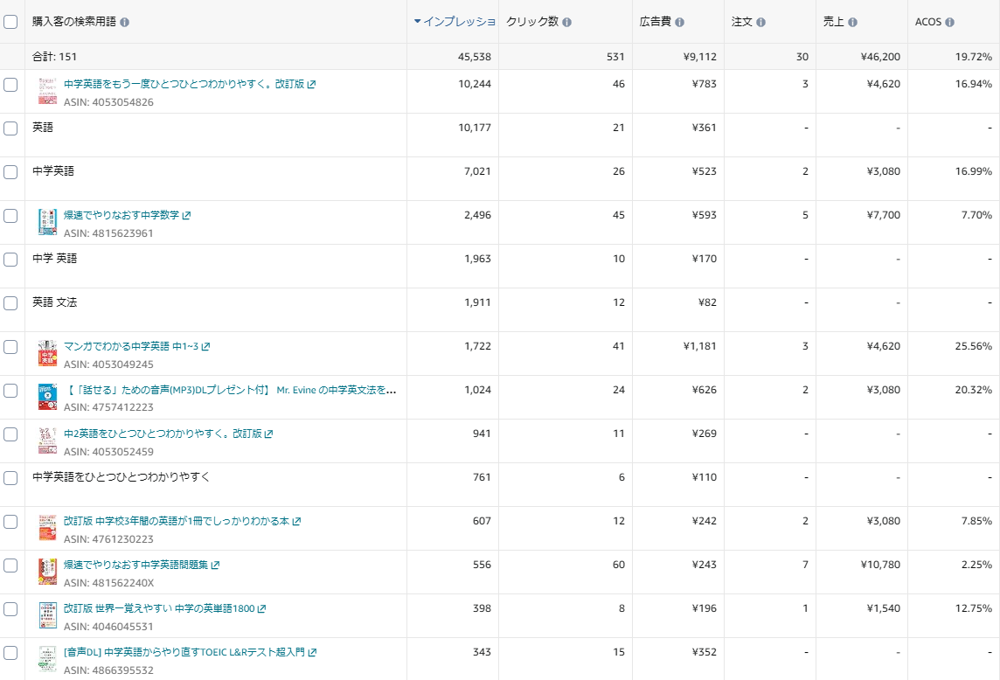 購入客の検索用語 インプレッショ クリック数 広告費 注文 売上 ACOS
合計: 151 45,538 531 ¥9,112 30 ¥46,200 19.72%
中学英語をもう一度ひとつひとつわかりやすく。改訂版 10,244 46 ¥783 3 ¥4,620 16.94%
ASIN: 4053054826
英語 10,177 21 ¥361 - - -
中学英語 7,021 26 ¥523 2 ¥3,080 16.99%
爆速でやりなおす中学数学 2,496 45 ¥593 5 ¥7,700 7.70%
ASIN: 4815623961
中学 英語 1,963 10 ¥170 - - -
英語 文法 1,911 12 ¥82 - - -
マンガでわかる中学英語 中1~3 1,722 41 ¥1,181 3 ¥4,620 25.56%
ASIN: 4053049245
【「話せる」ための音声(MP3)DLプレゼント付】 Mr. Evine の中学英文法を... 1,024 24 ¥626 2 ¥3,080 20.32%
ASIN: 4757412223
中2英語をひとつひとつわかりやすく。改訂版 941 11 ¥269 - - -
ASIN: 4053052459
中学英語をひとつひとつわかりやすく 761 6 ¥110 - - -
改訂版 中学校3年間の英語が1冊でしっかりわかる本 607 12 ¥242 2 ¥3,080 7.85%
ASIN: 4761230223
爆速でやりなおす中学英語問題集 556 60 ¥243 7 ¥10,780 2.25%
ASIN: 481562240X
改訂版 世界一覚えやすい 中学の英単語1800 398 8 ¥196 1 ¥1,540 12.75%
ASIN: 4046045531
[音声DL] 中学英語からやり直すTOEIC L&Rテスト超入門 343 15 ¥352 - - -
ASIN: 4866395532